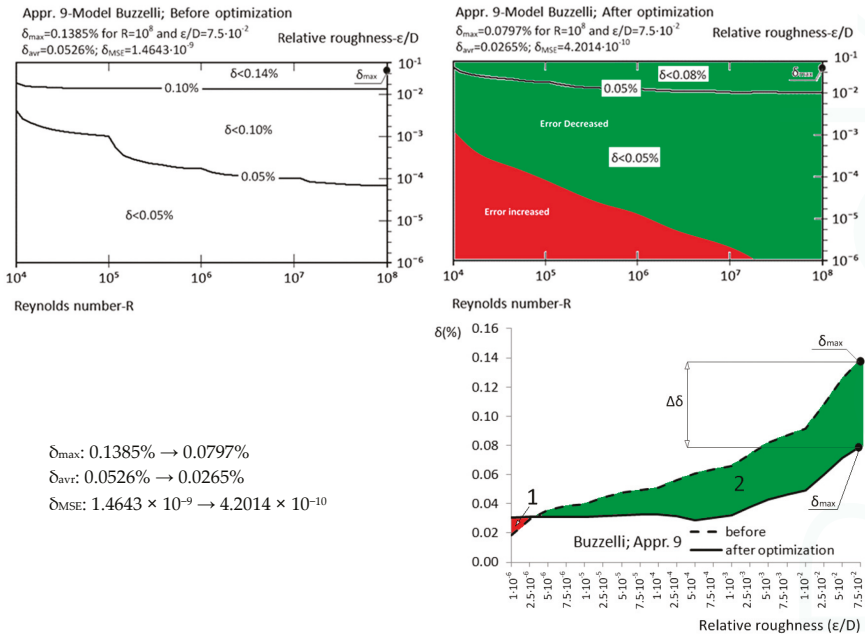 Appr. 9-Model Buzzelli; Before optimization
δmax=0.1385% for R=10⁸ and ε/D=7.5·10⁻²
δavr=0.0526%; δMSE=1.4643·10⁻⁹
Relative roughness-ε/D
δ<0.14%
δmax
0.10%
δ<0.10%
0.05%
δ<0.05%
10⁻¹
10⁻²
10⁻³
10⁻⁴
10⁻⁵
10⁻⁶
10⁴
10⁵
10⁶
10⁷
10⁸
Reynolds number-R
Appr. 9-Model Buzzelli; After optimization
δmax=0.0797% for R=10⁸ and ε/D=7.5·10⁻²
δavr=0.0265%; δMSE=4.2014·10⁻¹⁰
Relative roughness-ε/D
δ<0.08%
δmax
0.05%
Error Decreased
δ<0.05%
Error increased
10⁻¹
10⁻²
10⁻³
10⁻⁴
10⁻⁵
10⁻⁶
10⁴
10⁵
10⁶
10⁷
10⁸
Reynolds number-R
δmax: 0.1385% → 0.0797%
δavr: 0.0526% → 0.0265%
δMSE: 1.4643 × 10⁻⁹ → 4.2014 × 10⁻¹⁰
δ(%)
0.16
0.14
0.12
0.10
0.08
0.06
0.04
0.02
0.00
δmax
Δδ
δmax
1
2
before
Buzzelli; Appr. 9
after optimization
1·10⁻⁶
2.5·10⁻⁶
5·10⁻⁶
7.5·10⁻⁶
1·10⁻⁵
2.5·10⁻⁵
5·10⁻⁵
7.5·10⁻⁵
1·10⁻⁴
2.5·10⁻⁴
5·10⁻⁴
7.5·10⁻⁴
1·10⁻³
2.5·10⁻³
5·10⁻³
7.5·10⁻³
1·10⁻²
2.5·10⁻²
5·10⁻²
7.5·10⁻²
Relative roughness (ε/D)